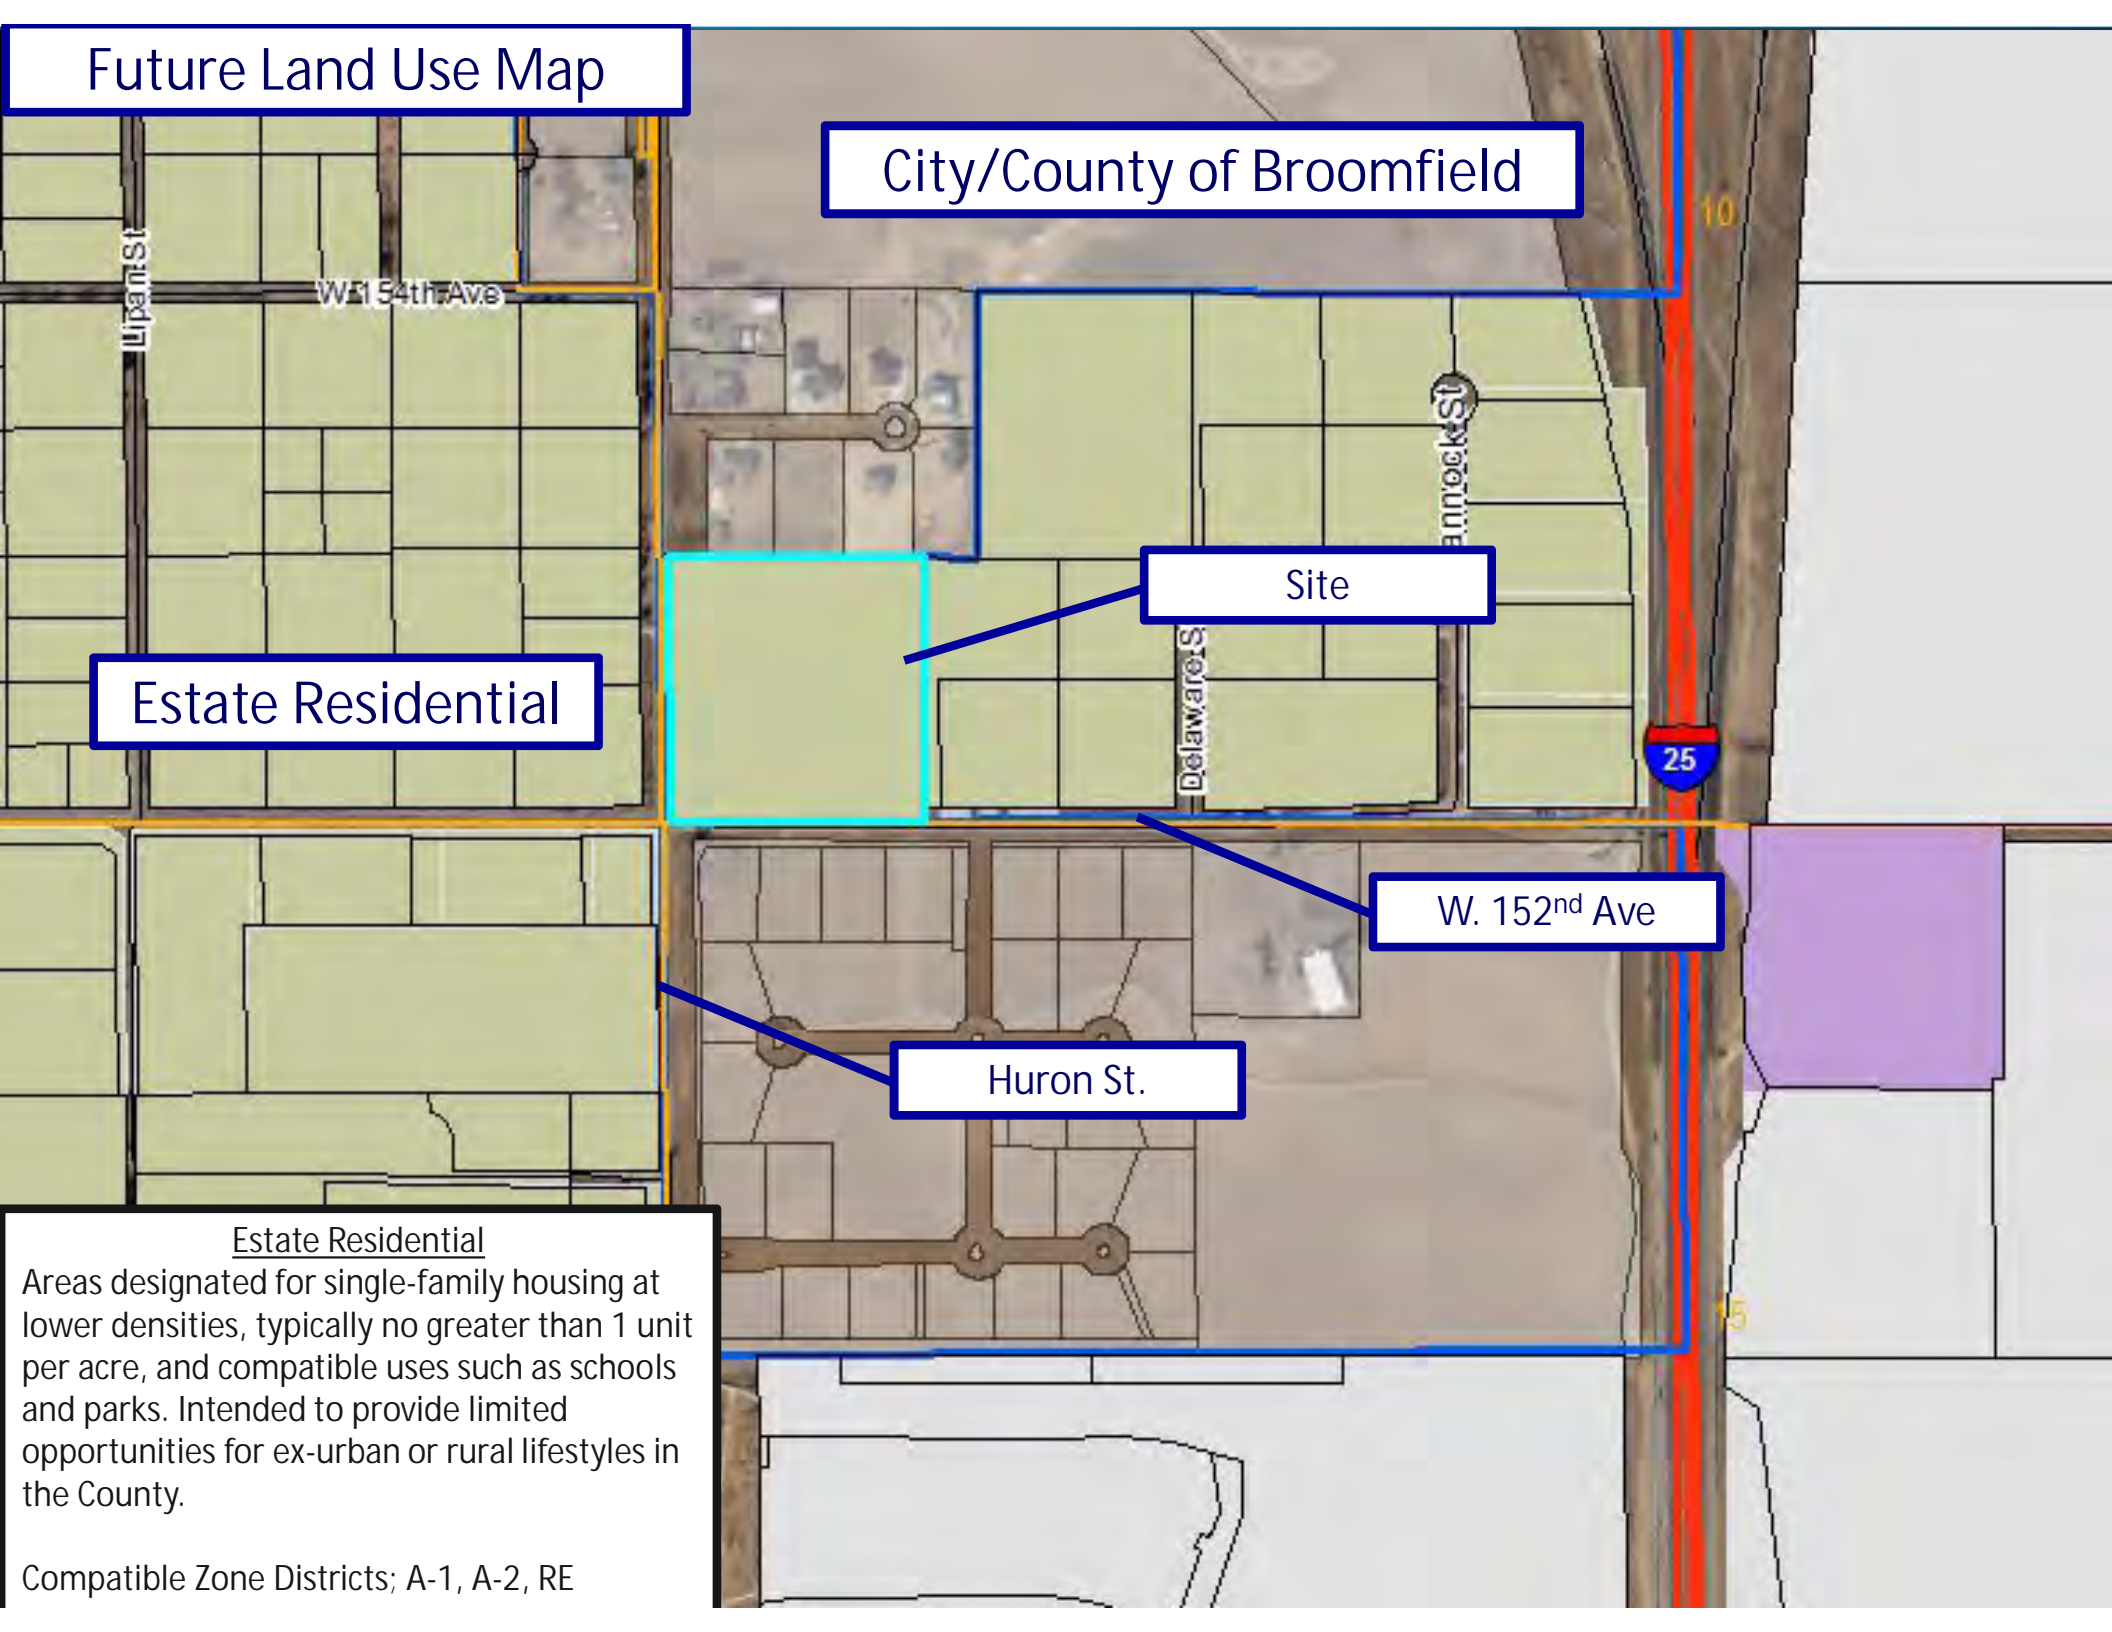 Future Land Use Map
City/County of Broomfield
10
Lipan St
W 154th Ave
annock St
Site
Estate Residential
Delaware S
25
W. 152nd Ave
Huron St.
15
Estate Residential
Areas designated for single-family housing at
lower densities, typically no greater than 1 unit
per acre, and compatible uses such as schools
and parks. Intended to provide limited
opportunities for ex-urban or rural lifestyles in
the County.
Compatible Zone Districts; A-1, A-2, RE